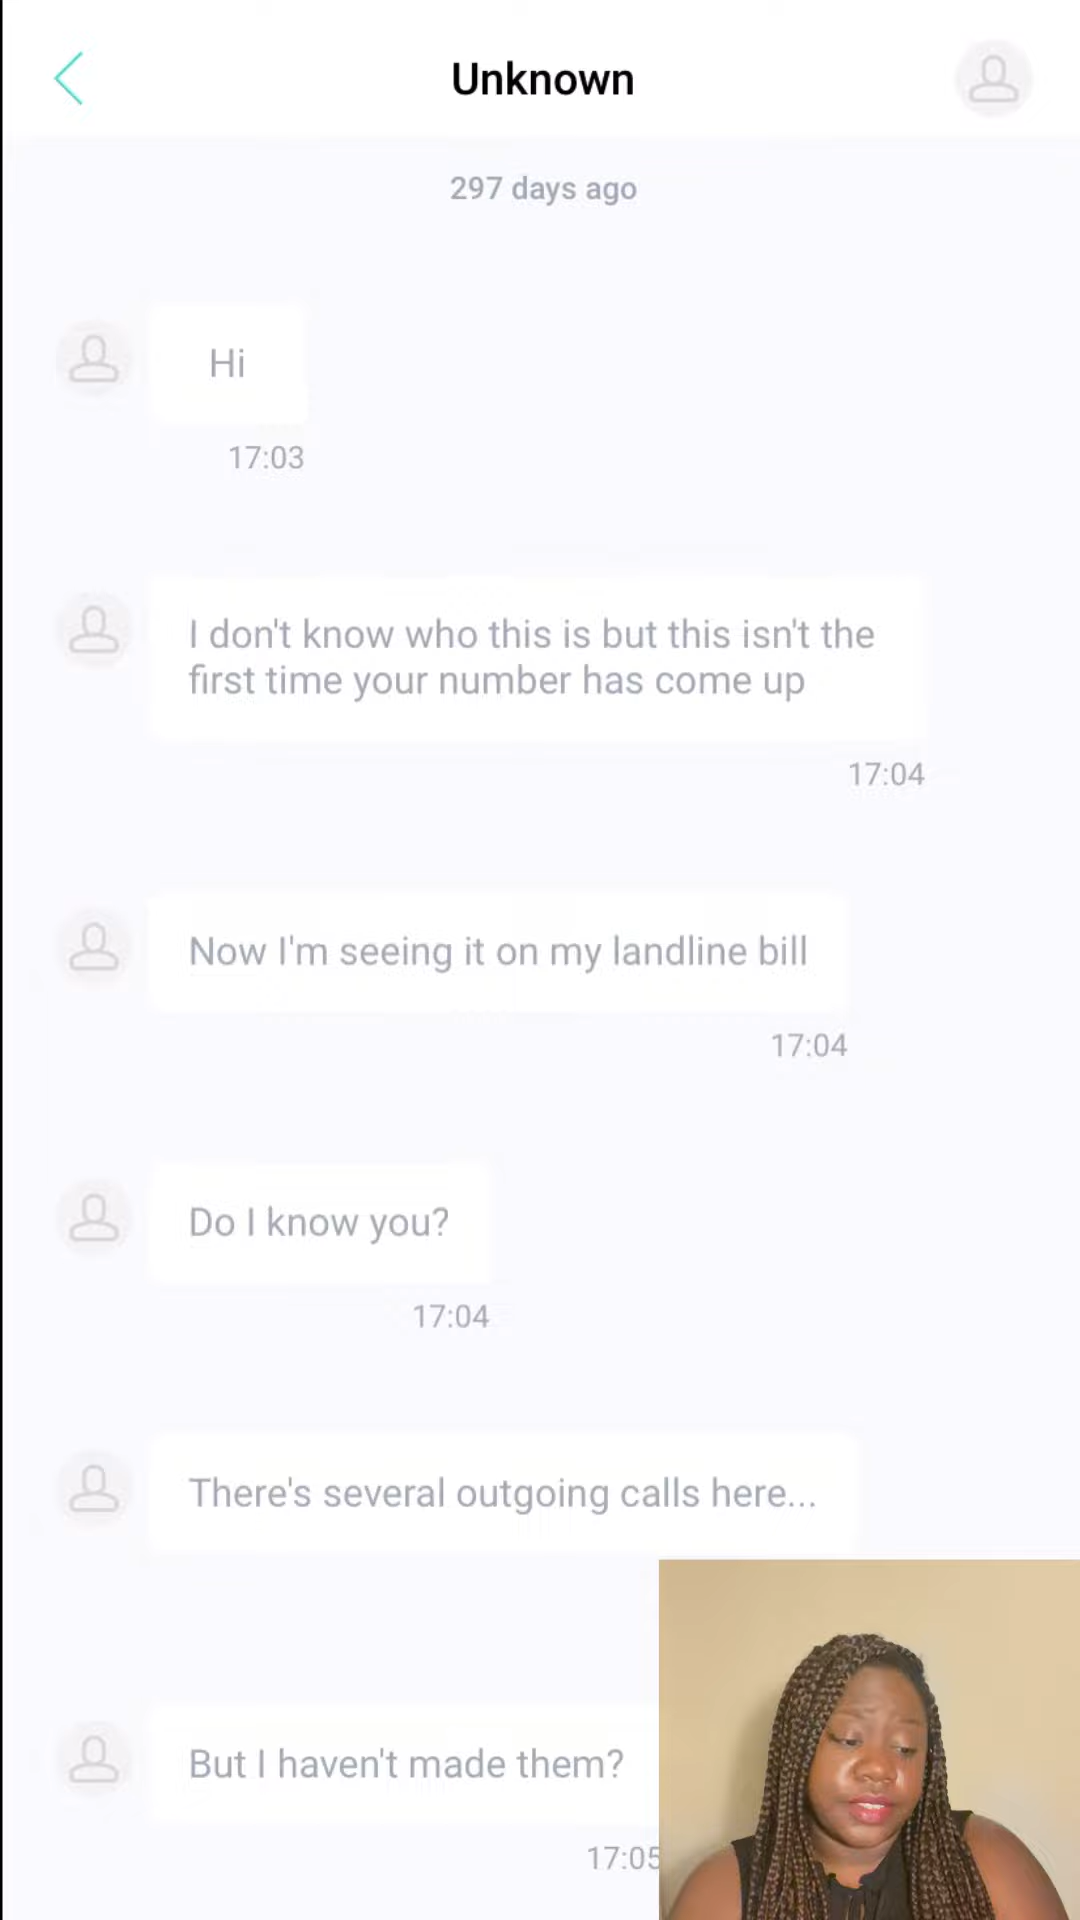 Unknown
297 days ago
Hi
17:03
I don't know who this is but this isn't the
first time your number has come up
17:04
Now I'm seeing it on my landline bill
17:04
Do I know you?
17:04
There's several outgoing calls here...
But I haven't made them?
17:05